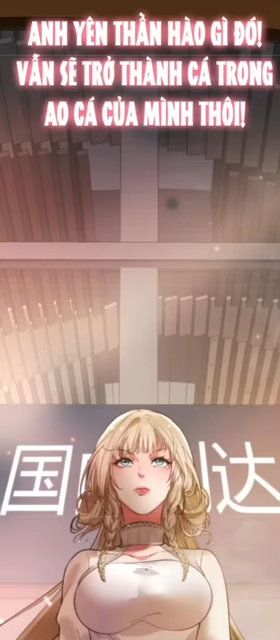 ANH YÊN THẦN HÀO GÌ ĐÓ!
VẪN SẼ TRỞ THÀNH CÁ TRONG
AO CÁ CỦA MÌNH THÔI!
国
达